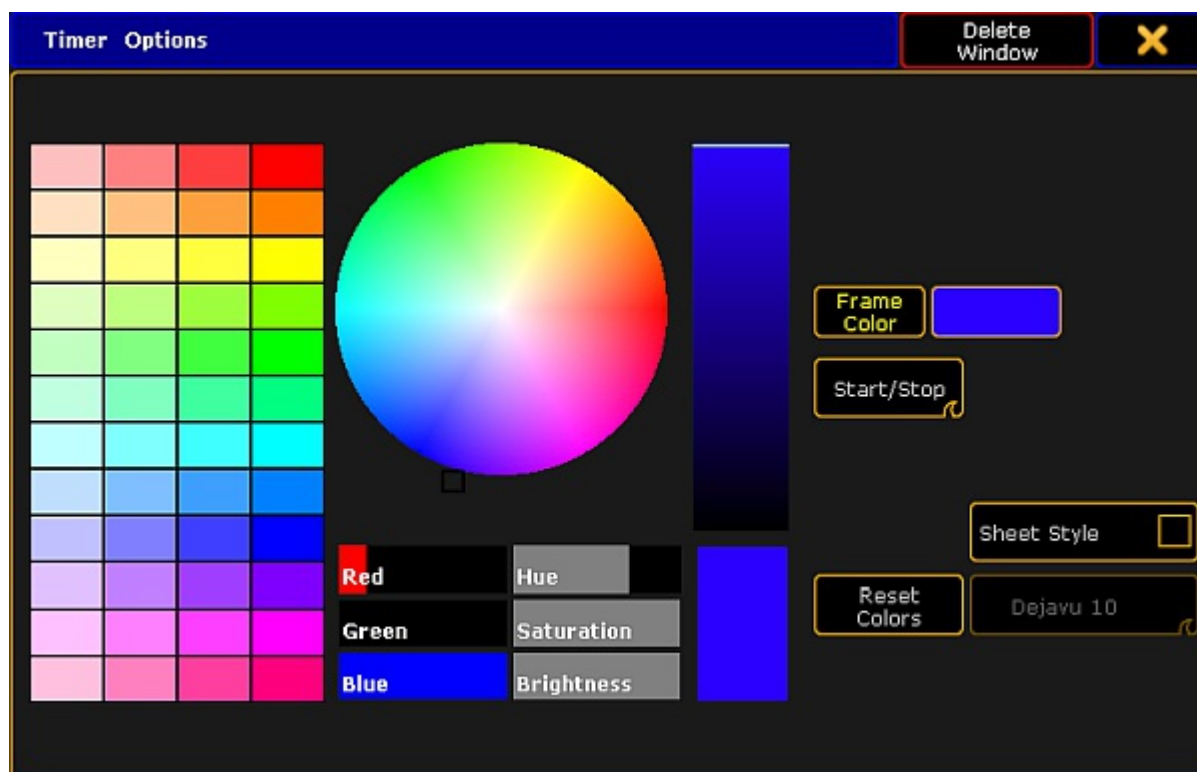 Timer Options
Delete
Window
Frame
Color
Start/Stop
Sheet Style
Red
Hue
Reset
Colors
Dejavu 10
Green
Saturation
Blue
Brightness